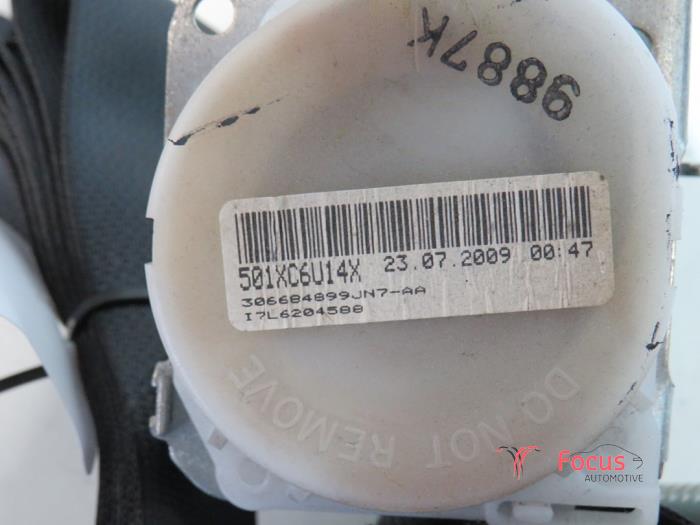 9887K
501XC6U14X 23.07.2009 00:47
306684899JN7-AA
I7L6204588
DO NOT REMOVE
Focus
AUTOMOTIVE